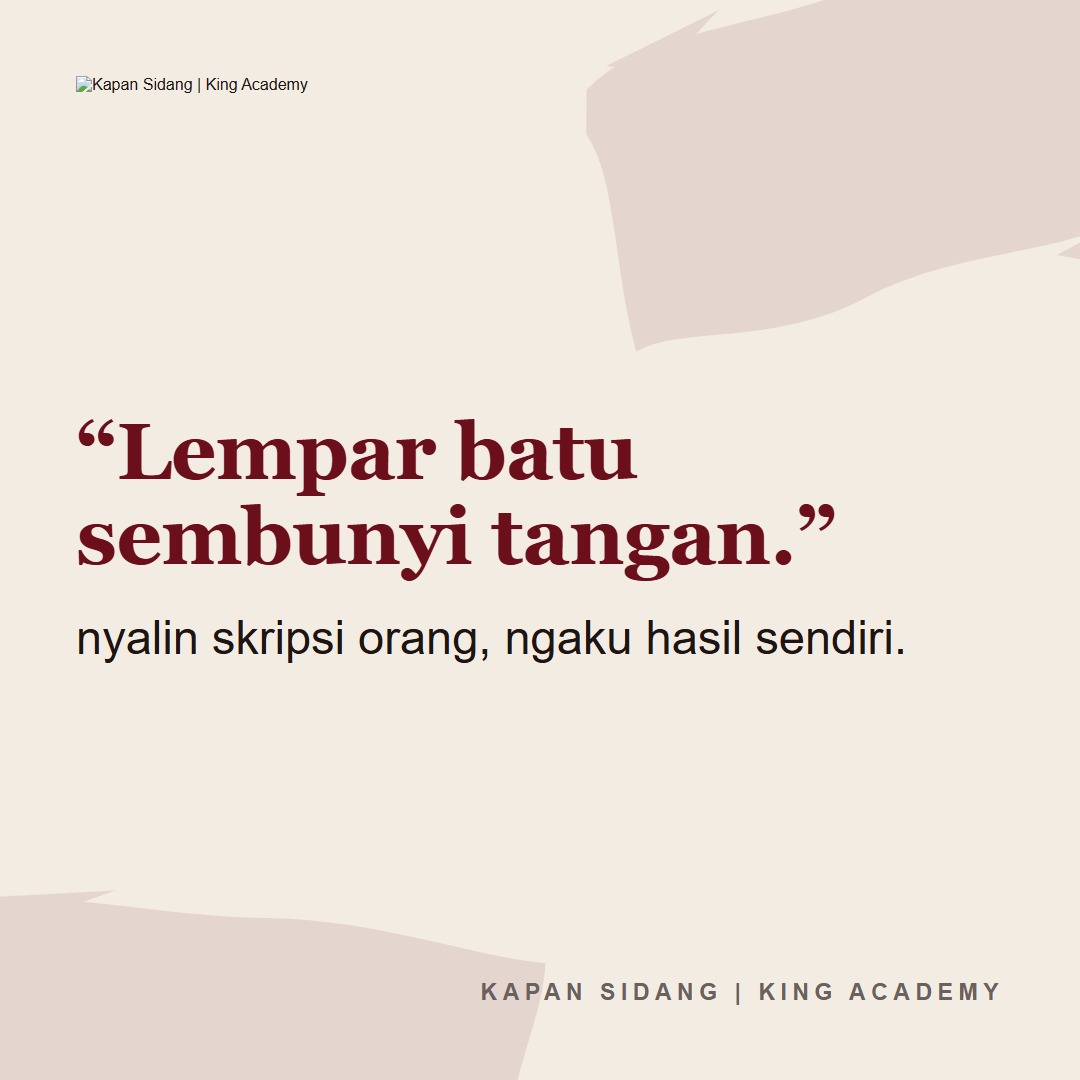 Kapan Sidang | King Academy
“Lempar batu
sembunyi tangan.”
nyalin skripsi orang, ngaku hasil sendiri.
KAPAN SIDANG | KING ACADEMY